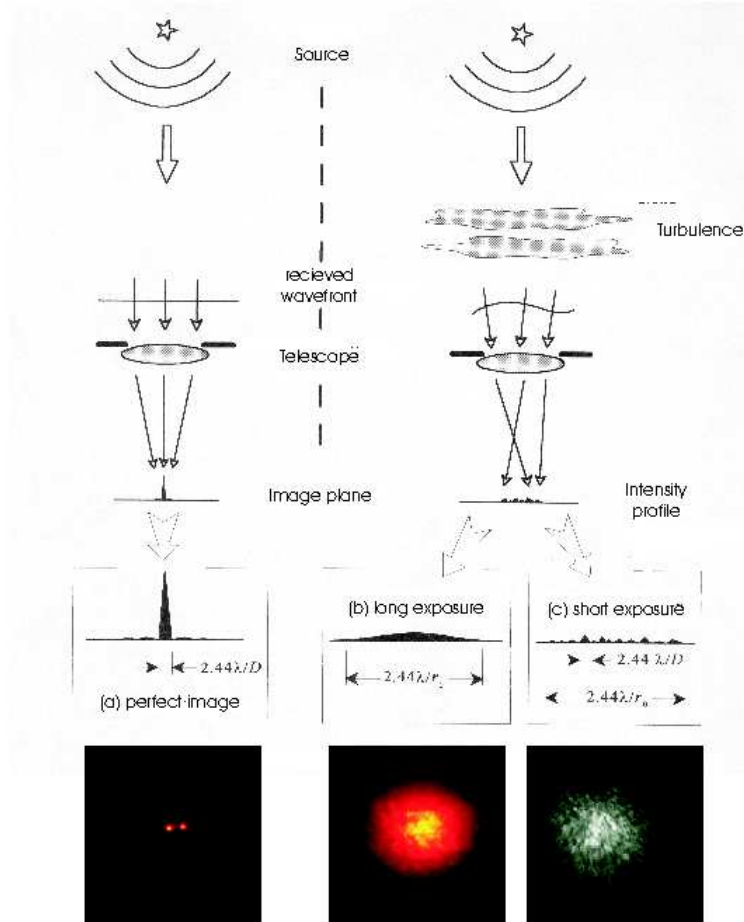 Source
Turbulence
recieved
wavefront
Telescope
Image plane
Intensity
profile
(b) long exposure
(c) short exposure
2.44λ/D
2.44 λ/D
2.44λ/r
2.44λ/r₀
(a) perfect image